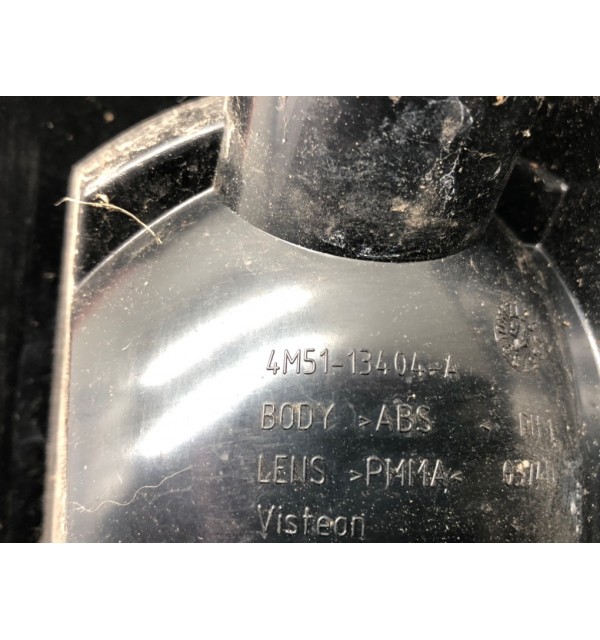 4M51-13404-A
BODY >ABS <
LENS >PMMA<
Visteon